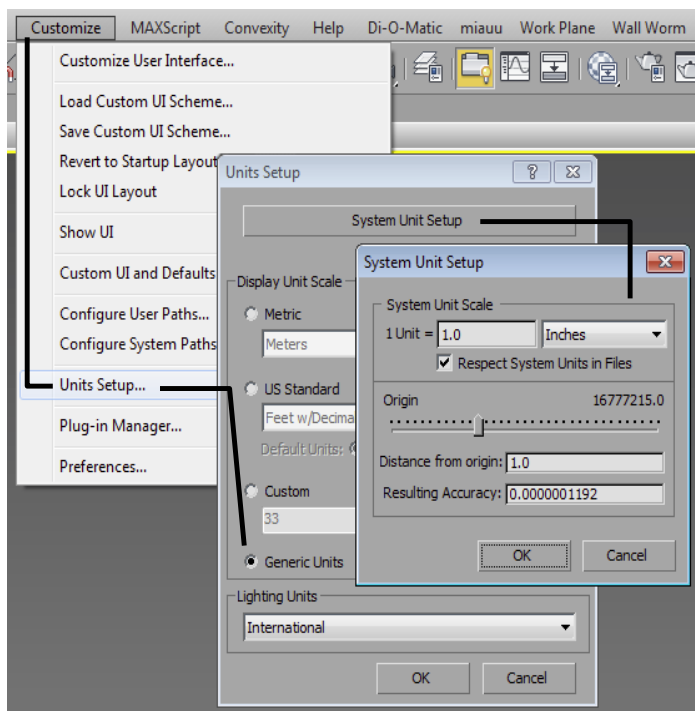 Customize MAXScript Convexity Help Di-O-Matic miauu Work Plane Wall Worm
Customize User Interface...
Load Custom UI Scheme...
Save Custom UI Scheme...
Revert to Startup Layout
Lock UI Layout
Show UI
Custom UI and Defaults
Configure User Paths...
Configure System Paths
Units Setup...
Plug-in Manager...
Preferences...
Units Setup
System Unit Setup
Display Unit Scale
Metric
Meters
US Standard
Feet w/Decima
Default Units:
Custom
33
Generic Units
Lighting Units
International
OK Cancel
System Unit Setup
System Unit Scale
1 Unit = 1.0 Inches
Respect System Units in Files
Origin 16777215.0
Distance from origin: 1.0
Resulting Accuracy: 0.0000001192
OK Cancel